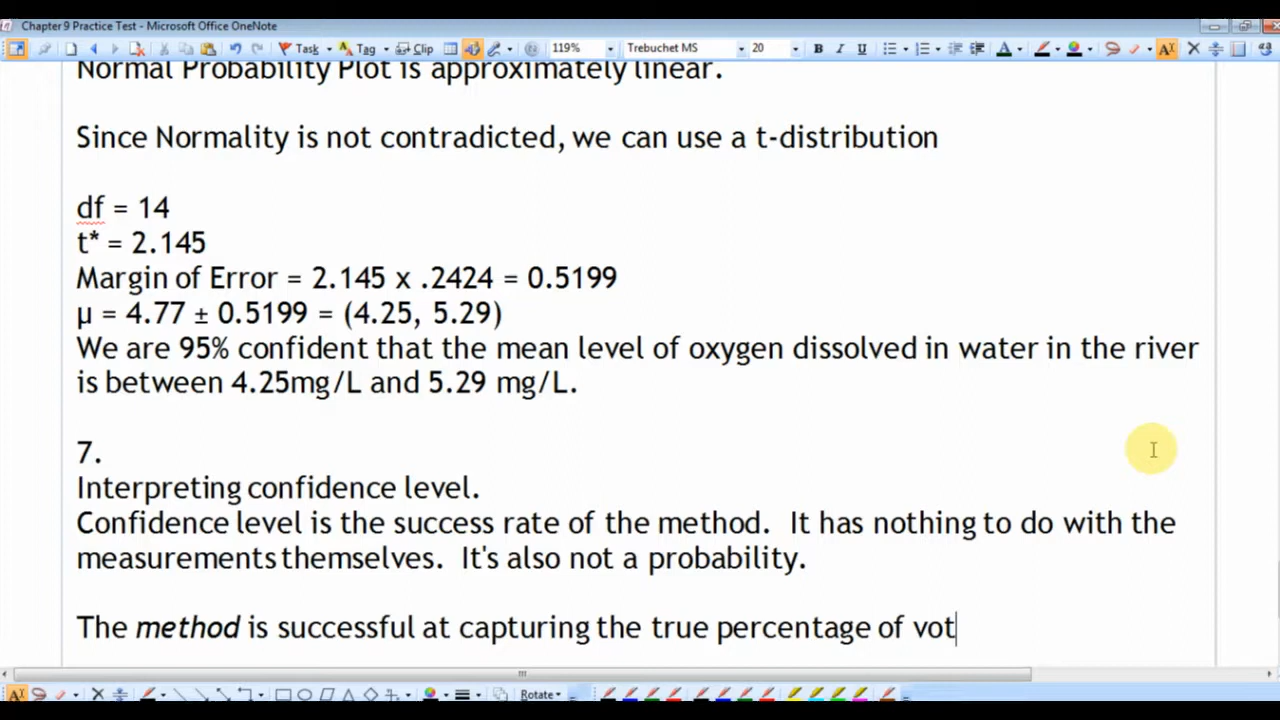 Chapter 9 Practice Test - Microsoft Office OneNote
Task Tag Clip 119% Trebuchet MS 20 B I U
Normal Probability Plot is approximately linear.
Since Normality is not contradicted, we can use a t-distribution
df = 14
t* = 2.145
Margin of Error = 2.145 x .2424 = 0.5199
μ = 4.77 ± 0.5199 = (4.25, 5.29)
We are 95% confident that the mean level of oxygen dissolved in water in the river
is between 4.25mg/L and 5.29 mg/L.
7.
Interpreting confidence level.
Confidence level is the success rate of the method.  It has nothing to do with the
measurements themselves.  It's also not a probability.
The method is successful at capturing the true percentage of vot
Rotate